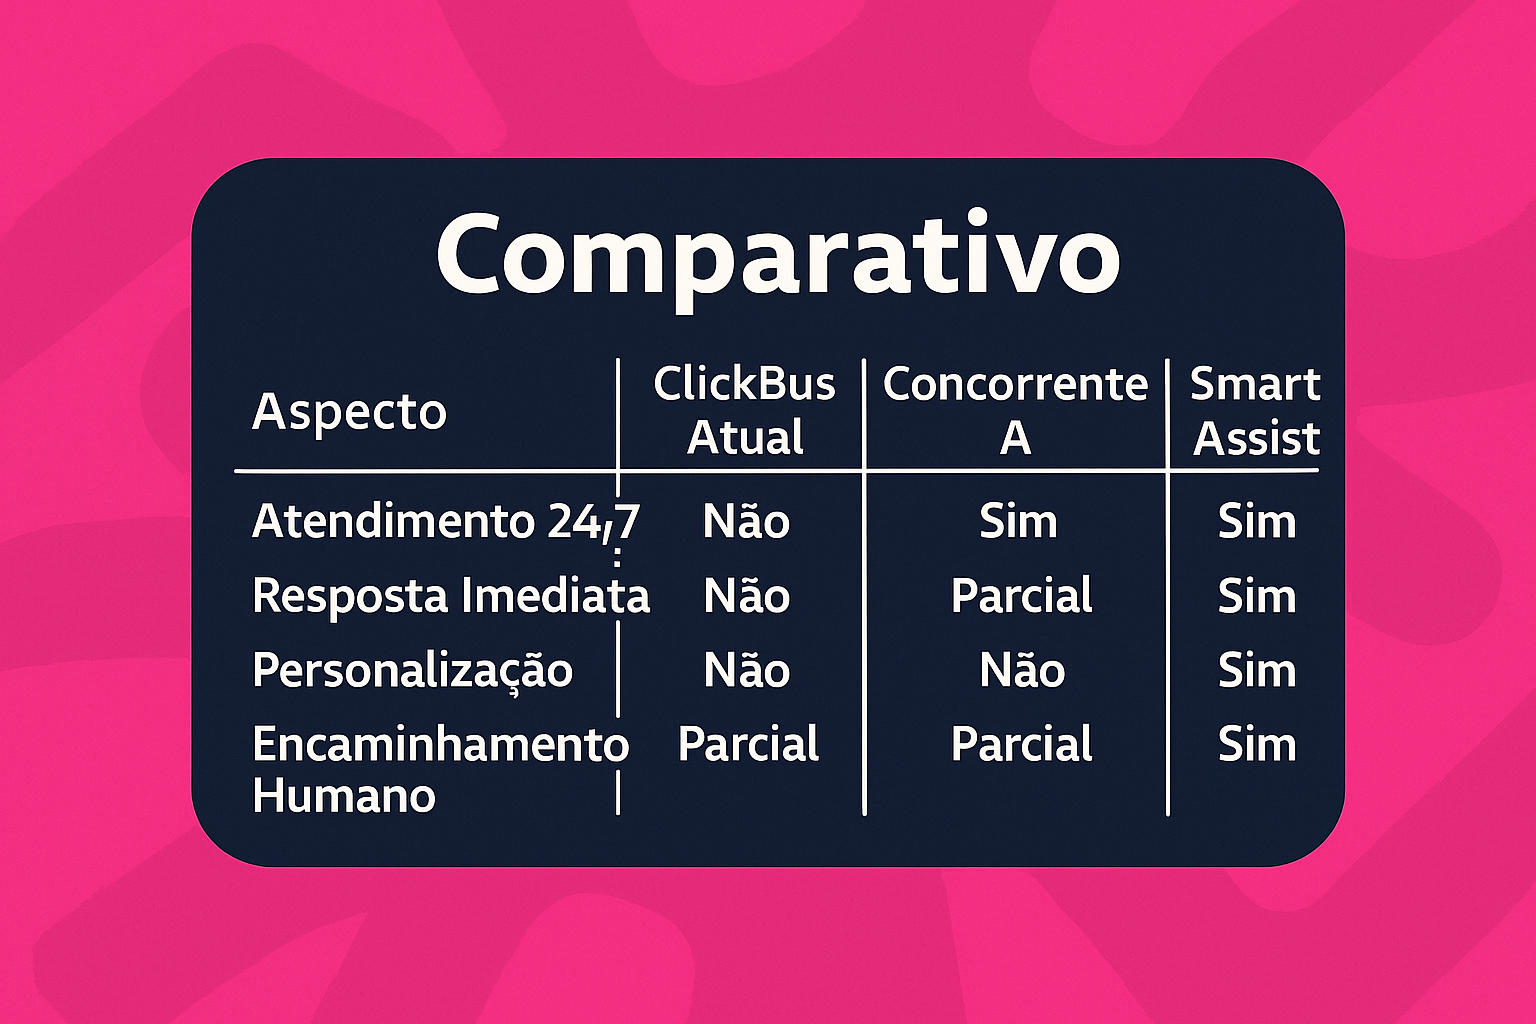 Comparativo
Aspecto ClickBus Atual Concorrente A Smart Assist
Atendimento 24,7 Não Sim Sim
Resposta Imediata Não Parcial Sim
Personalização Não Não Sim
Encaminhamento Parcial Parcial Sim
Humano